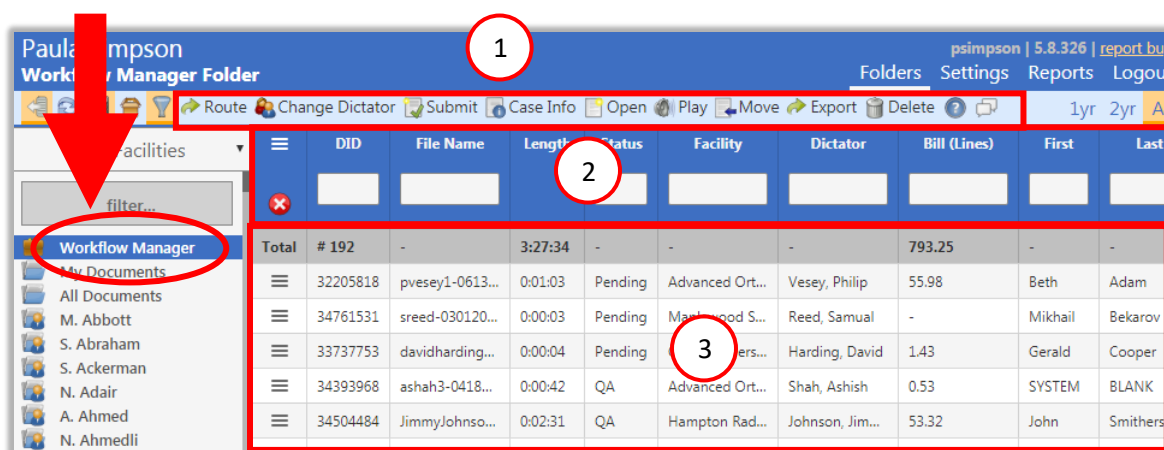 Paula Simpson
1
psimpson | 5.8.326 | report bu
Workflow Manager Folder
Folders Settings Reports Logou
Route Change Dictator Submit Case Info Open Play Move Export Delete ? 1yr 2yr A
Facilities
DID File Name Length Status Facility Dictator Bill (Lines) First Last
2
filter...
Workflow Manager
Total # 192 - 3:27:34 - - - 793.25 - -
My Documents
32205818 pvesey1-0613... 0:01:03 Pending Advanced Ort... Vesey, Philip 55.98 Beth Adam
All Documents
M. Abbott
34761531 sreed-030120... 0:00:03 Pending S... Reed, Samual - Mikhail Bekarov
S. Abraham
33737753 davidharding... 0:00:04 Pending 3 ers... Harding, David 1.43 Gerald Cooper
S. Ackerman
N. Adair
34393968 ashah3-0418... 0:00:42 QA Advanced Ort... Shah, Ashish 0.53 SYSTEM BLANK
A. Ahmed
34504484 JimmyJohnso... 0:02:31 QA Hampton Rad... Johnson, Jim... 53.32 John Smithers
N. Ahmedli